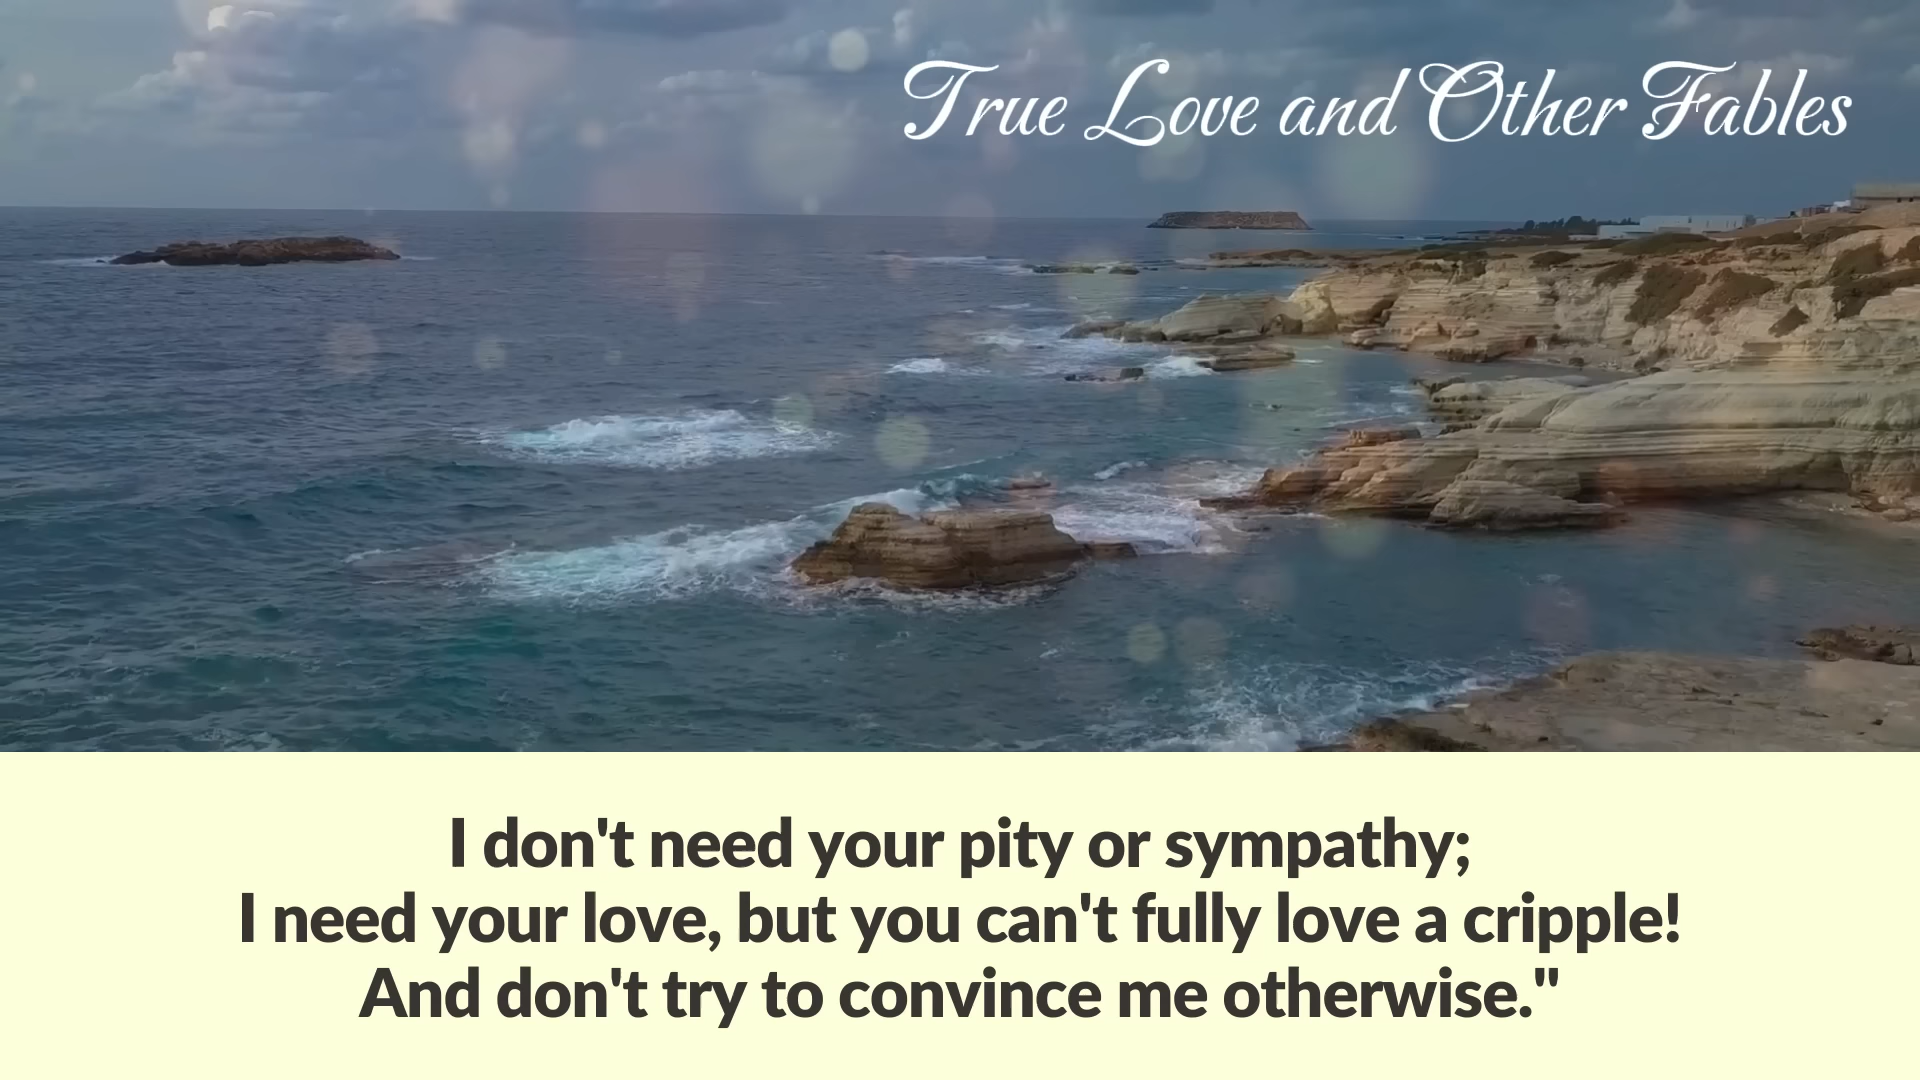 True Love and Other Fables
I don't need your pity or sympathy;
I need your love, but you can't fully love a cripple!
And don't try to convince me otherwise."